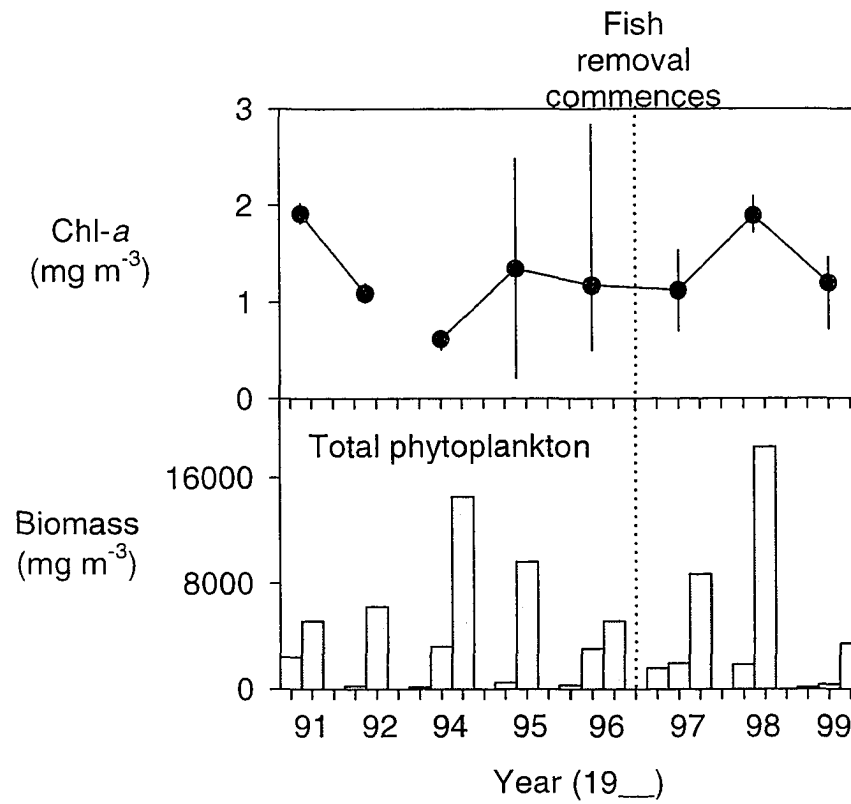 Fish
removal
commences
3
2
1
0
Chl-a
(mg m-3)
Total phytoplankton
16000
8000
0
Biomass
(mg m-3)
91 92 94 95 96 97 98 99
Year (19__)